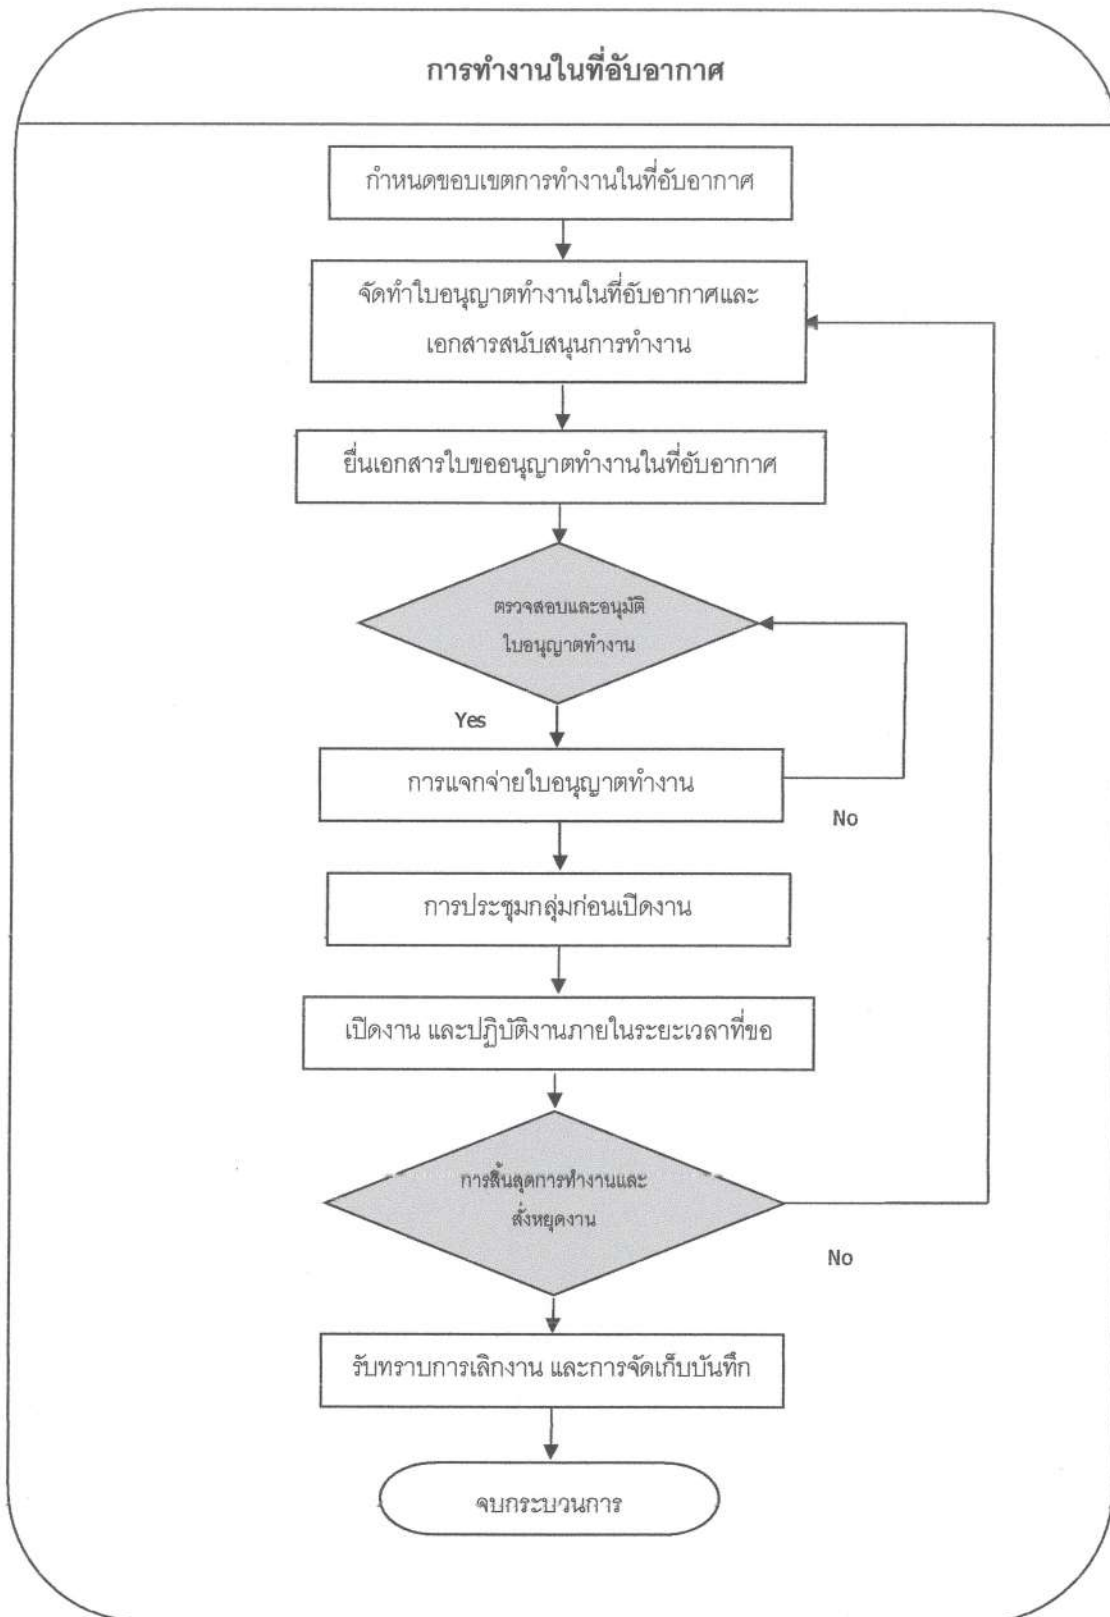 การทำงานในที่อับอากาศ
กำหนดขอบเขตการทำงานในที่อับอากาศ
จัดทำใบอนุญาตทำงานในที่อับอากาศและ
เอกสารสนับสนุนการทำงาน
ยื่นเอกสารใบขออนุญาตทำงานในที่อับอากาศ
ตรวจสอบและอนุมัติ
ใบอนุญาตทำงาน
Yes
การแจกจ่ายใบอนุญาตทำงาน
No
การประชุมกลุ่มก่อนเปิดงาน
เปิดงาน และปฏิบัติงานภายในระยะเวลาที่ขอ
การสิ้นสุดการทำงานและ
สั่งหยุดงาน
No
รับทราบการเลิกงาน และการจัดเก็บบันทึก
จบกระบวนการ